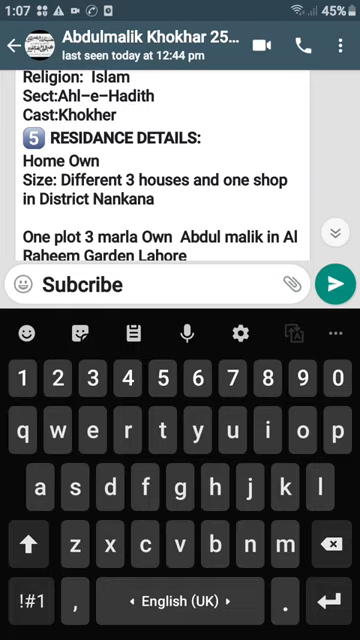 1:07 45%
Abdulmalik Khokhar 25...
last seen today at 12:44 pm
Religion:  Islam
Sect:Ahl–e–Hadith
Cast:Khokher
5 RESIDANCE DETAILS:
Home Own
Size: Different 3 houses and one shop
in District Nankana
One plot 3 marla Own  Abdul malik in Al
Raheem Garden Lahore
Subcribe
1 2 3 4 5 6 7 8 9 0
q w e r t y u i o p
a s d f g h j k l
z x c v b n m
!#1 , English (UK) .